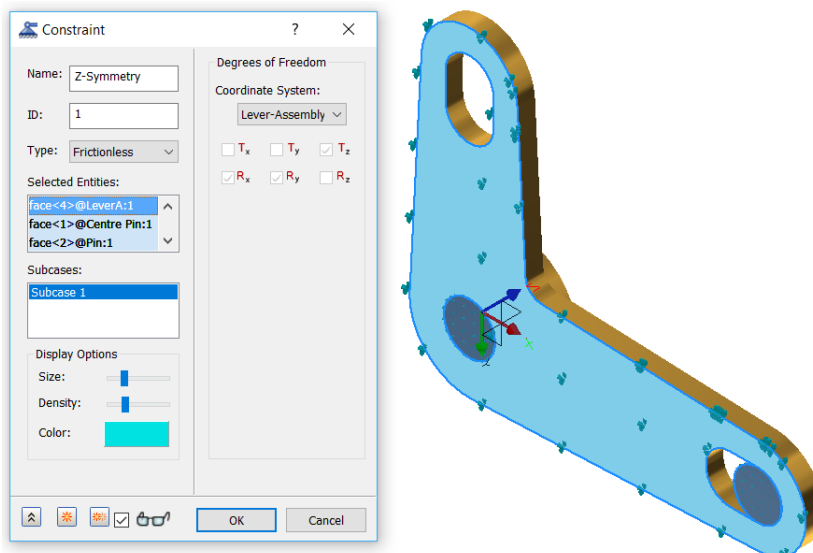 Constraint
?
Name: Z-Symmetry
ID: 1
Type: Frictionless
Selected Entities:
face<4>@LeverA:1
face<1>@Centre Pin:1
face<2>@Pin:1
Subcases:
Subcase 1
Display Options
Size:
Density:
Color:
Degrees of Freedom
Coordinate System:
Lever-Assembly
Tx Ty Tz
Rx Ry Rz
OK Cancel